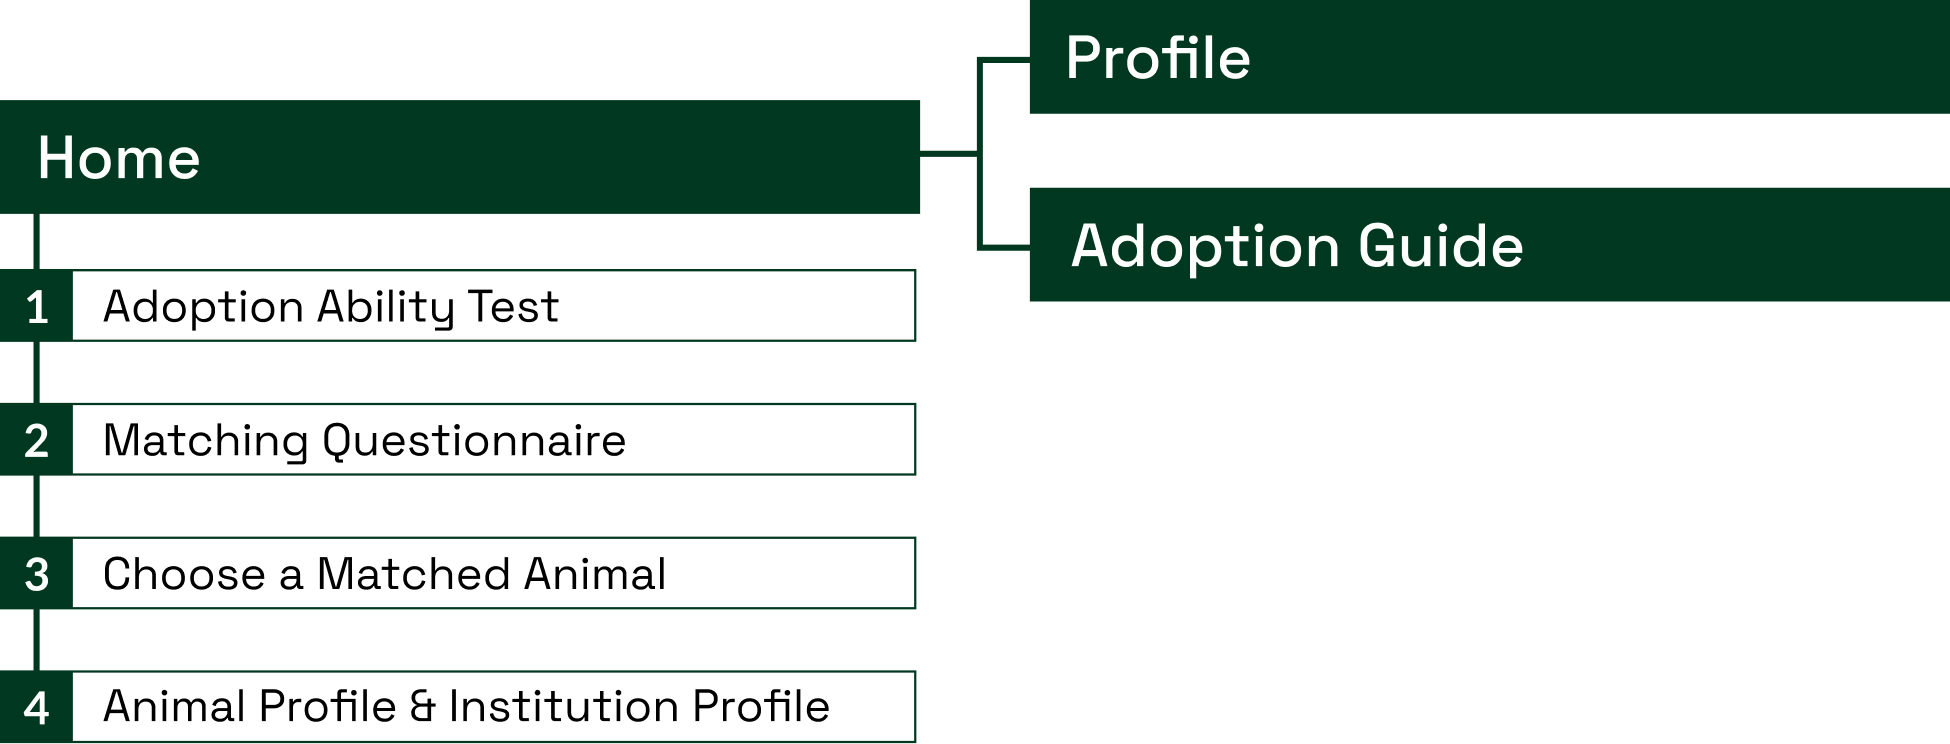 Profile
Home
Adoption Guide
1 Adoption Ability Test
2 Matching Questionnaire
3 Choose a Matched Animal
4 Animal Profile & Institution Profile